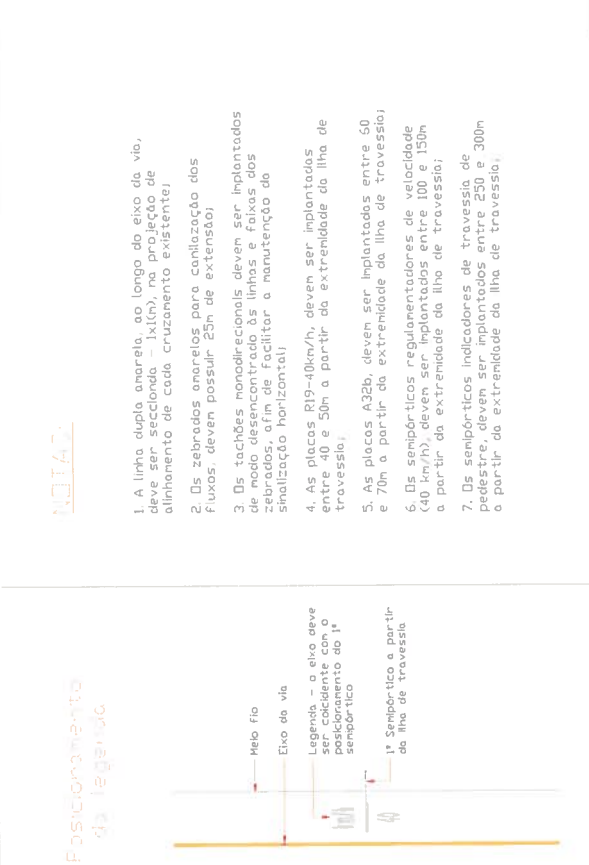 Posicionamento
da legenda
Meio fio
Eixo da via
Legenda - o eixo deve
ser coicidente com o
posicionamento do 1º
semipórtico
1º Semipórtico a partir
da ilha de travessia
km/h
40
NOTAS:
1. A linha dupla amarela, ao longo do eixo da via,
deve ser seccionda - 1x1(m), na projeção de
alinhamento de cada cruzamento existente;
2. Os zebrados amarelos para canilazação dos
fluxos, devem possuir 25m de extensão;
3. Os tachões monodirecionais devem ser implantados
de modo desencontrado às linhas e faixas dos
zebrados, afim de facilitar a manutenção da
sinalização horizontal;
4. As placas R19-40km/h, devem ser implantadas
entre 40 e 50m a partir da extremidade da ilha de
travessia;
5. As placas A32b, devem ser implantadas entre 60
e 70m a partir da extremidade da ilha de travessia;
6. Os semipórticos regulamentadores de velocidade
(40 km/h), devem ser implantados entre 100 e 150m
a partir da extremidade da ilha de travessia;
7. Os semipórticos indicadores de travessia de
pedestre, devem ser implantados entre 250 e 300m
a partir da extremidade da ilha de travessia;